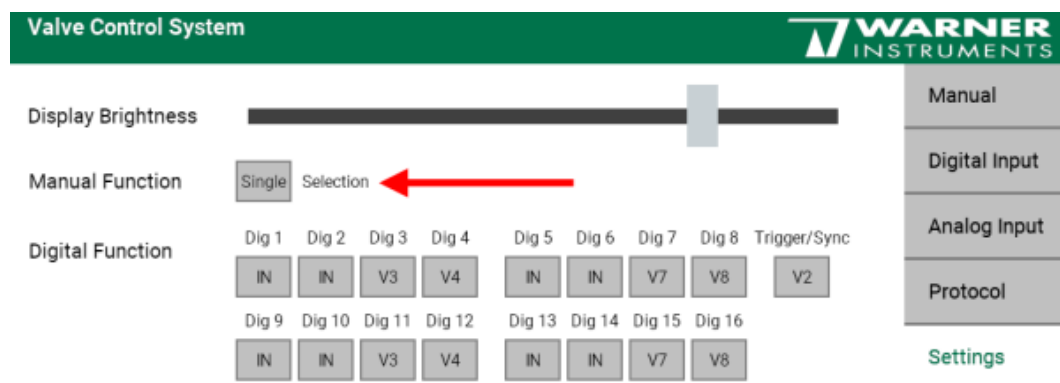 Valve Control System
WARNER
INSTRUMENTS
Manual
Display Brightness
Digital Input
Manual Function Single Selection
Analog Input
Digital Function
Dig 1 Dig 2 Dig 3 Dig 4 Dig 5 Dig 6 Dig 7 Dig 8 Trigger/Sync
IN IN V3 V4 IN IN V7 V8 V2
Protocol
Dig 9 Dig 10 Dig 11 Dig 12 Dig 13 Dig 14 Dig 15 Dig 16
IN IN V3 V4 IN IN V7 V8
Settings